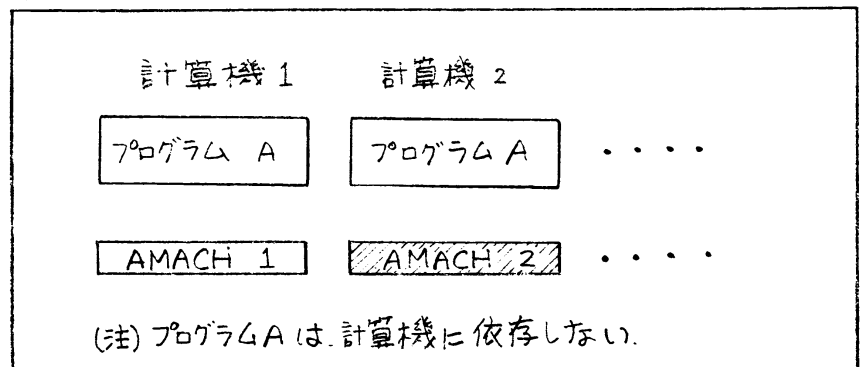 計算機 1 計算機 2
プログラム A プログラム A ・・・・
AMACH 1 AMACH 2 ・・・・
(注) プログラムAは.計算機に依存しない.